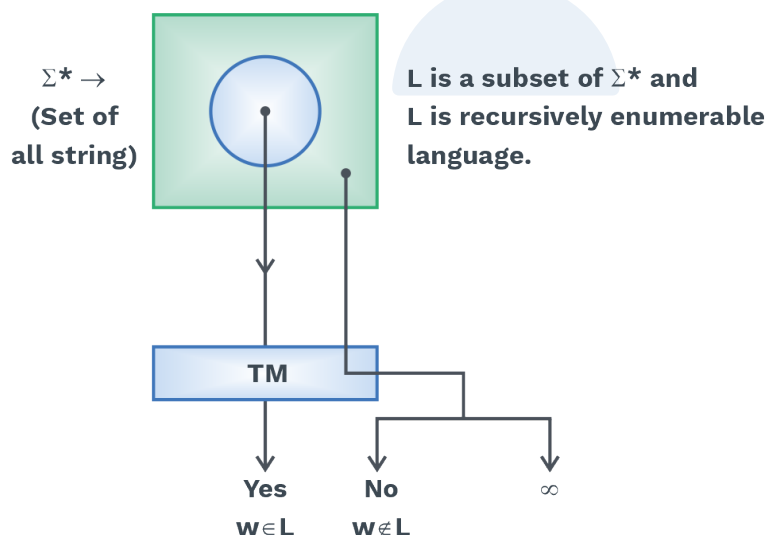 Σ* →
(Set of
all string)
L is a subset of Σ* and
L is recursively enumerable
language.
TM
Yes
w∈L
No
w∉L
∞